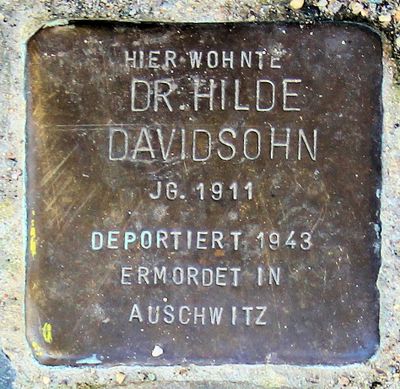 HIER WOHNTE
DR. HILDE
DAVIDSOHN
JG. 1911
DEPORTIERT 1943
ERMORDET IN
AUSCHWITZ